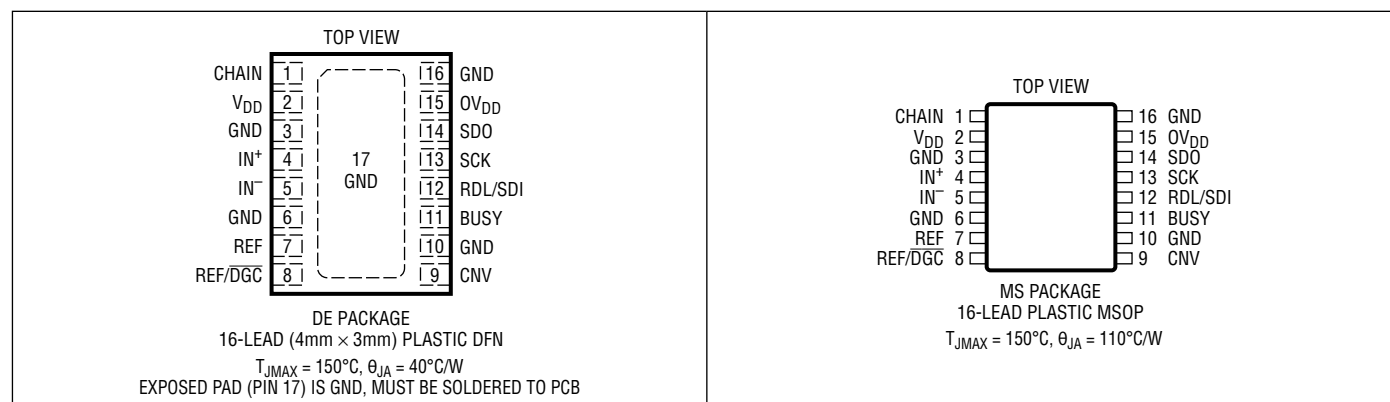 TOP VIEW
CHAIN 1 16 GND
VDD 2 15 OVDD
GND 3 14 SDO
IN+ 4 17 13 SCK
IN– 5 GND 12 RDL/SDI
GND 6 11 BUSY
REF 7 10 GND
REF/D̅G̅C̅ 8 9 CNV
DE PACKAGE
16-LEAD (4mm × 3mm) PLASTIC DFN
TJMAX = 150°C, θJA = 40°C/W
EXPOSED PAD (PIN 17) IS GND, MUST BE SOLDERED TO PCB
TOP VIEW
CHAIN 1 16 GND
VDD 2 15 OVDD
GND 3 14 SDO
IN+ 4 13 SCK
IN– 5 12 RDL/SDI
GND 6 11 BUSY
REF 7 10 GND
REF/D̅G̅C̅ 8 9 CNV
MS PACKAGE
16-LEAD PLASTIC MSOP
TJMAX = 150°C, θJA = 110°C/W